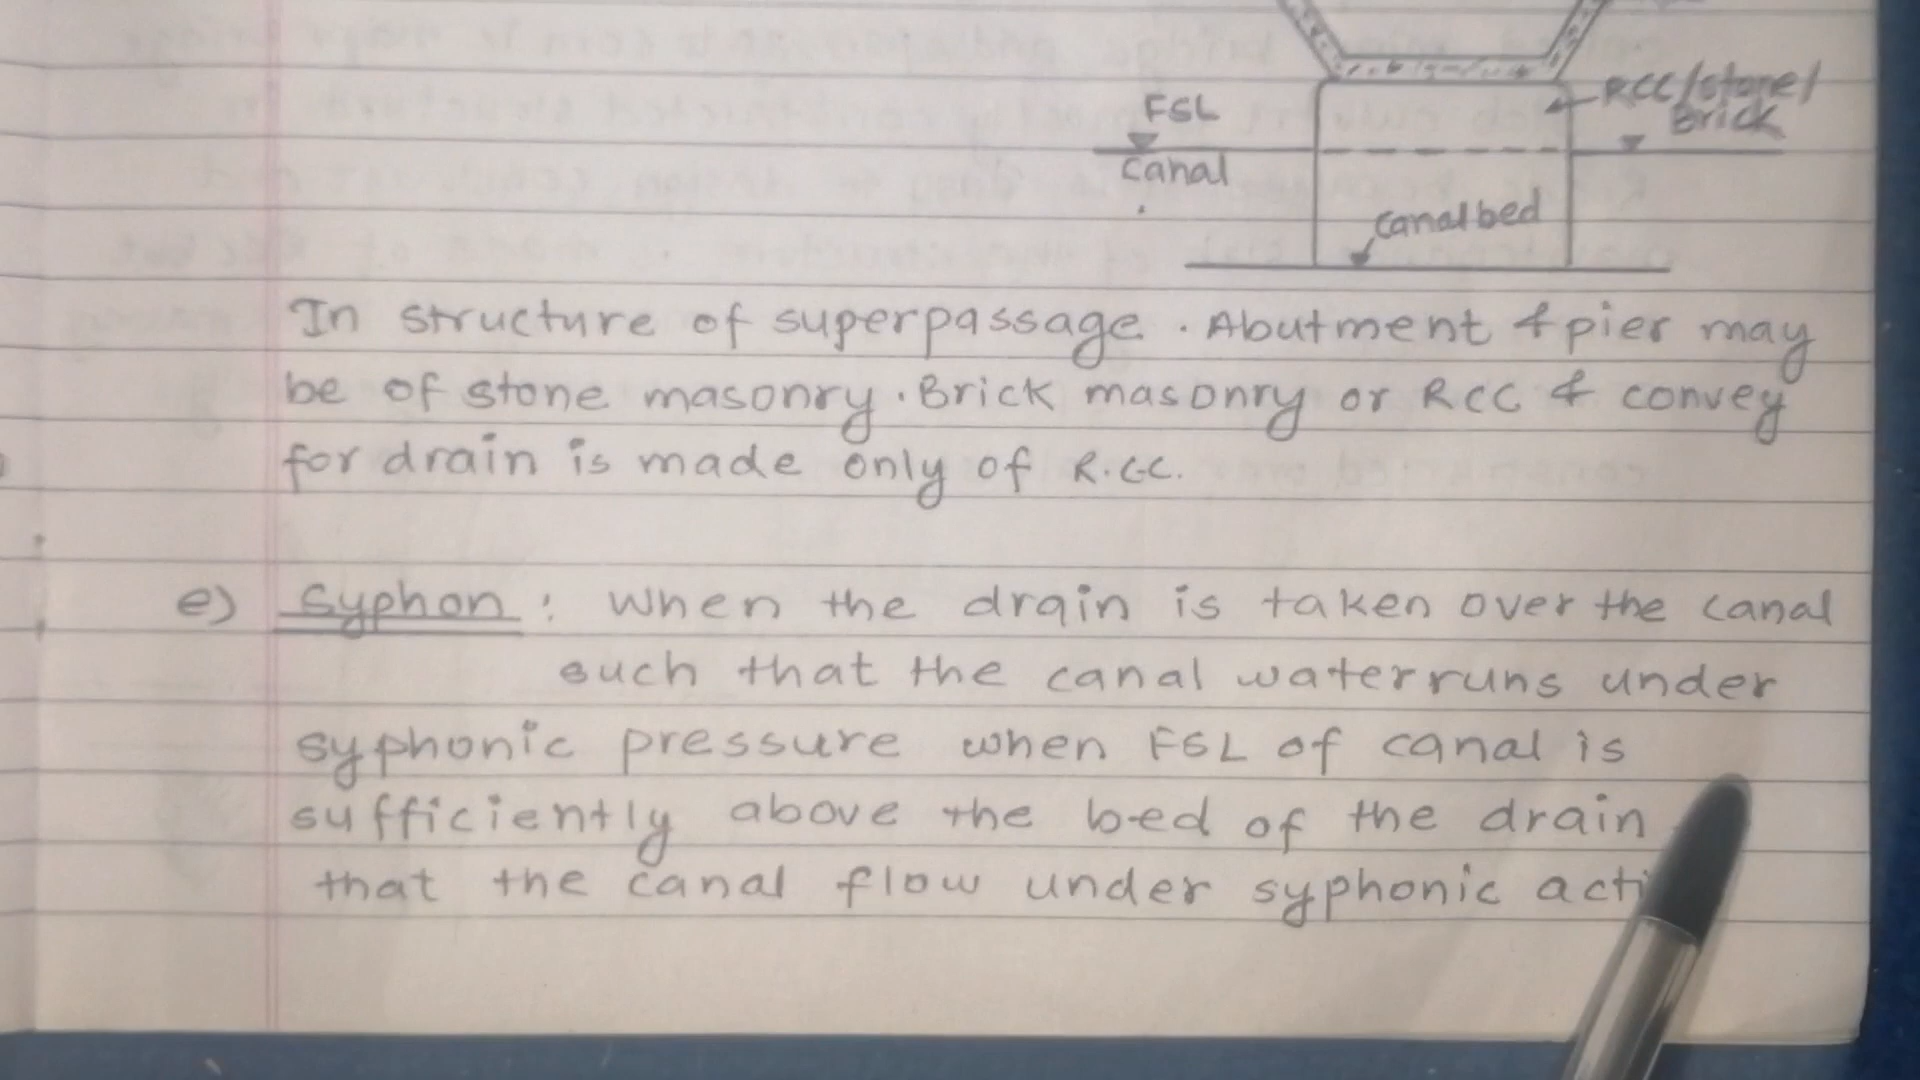 FSL
RCC/stone/
Brick
Canal
canal bed
In structure of superpassage. Abutment & pier may
be of stone masonry. Brick masonry or RCC & convey
for drain is made only of R.C.C.
e) Syphon : When the drain is taken over the canal
such that the canal water runs under
syphonic pressure when FSL of canal is
sufficiently above the bed of the drain
that the canal flow under syphonic acti